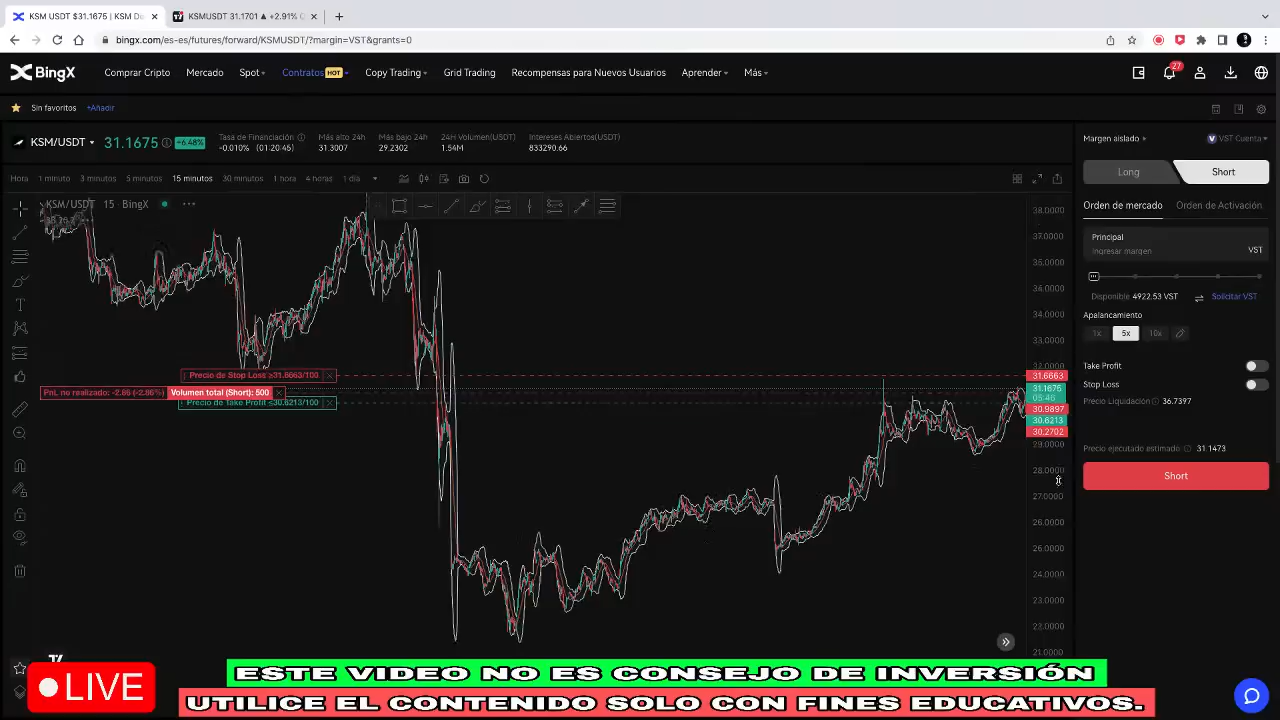 KSM USDT $31.1675 | KSM De
KSMUSDT 31.1701 ▲ +2.91% Q
bingx.com/es-es/futures/forward/KSMUSDT/?margin=VST&grants=0
BingX
Comprar Cripto
Mercado
Spot
Contratos HOT
Copy Trading
Grid Trading
Recompensas para Nuevos Usuarios
Aprender
Más
27
Sin favoritos
+Añadir
KSM/USDT
31.1675
+6.48%
Tasa de Financiación
-0.010% (01:20:45)
Más alto 24h
31.3007
Más bajo 24h
29.2302
24H Volumen(USDT)
1.54M
Intereses Abiertos(USDT)
833290.66
Margen aislado
VST Cuenta
Long
Short
Hora
1 minuto
3 minutos
5 minutos
15 minutos
30 minutos
1 hora
4 horas
1 día
KSM/USDT 15 BingX
Orden de mercado
Orden de Activación
Principal
Ingresar margen
VST
Disponible 4922.53 VST
Solicitar VST
Apalancamiento
1x
5x
10x
Take Profit
Stop Loss
Precio Liquidación 36.7397
Precio ejecutado estimado 31.1473
Short
Precio de Stop Loss ≥31.6663/100
PnL no realizado: -2.86 (-2.86%)
Volumen total (Short): 500
Precio de Take Profit ≤30.6213/100
38.0000
37.0000
36.0000
35.0000
34.0000
33.0000
32.0000
31.6663
31.1675
05:46
30.9897
30.6213
30.2702
29.0000
28.0000
27.0000
26.0000
25.0000
24.0000
23.0000
22.0000
21.0000
LIVE
ESTE VIDEO NO ES CONSEJO DE INVERSIÓN
UTILICE EL CONTENIDO SOLO CON FINES EDUCATIVOS.